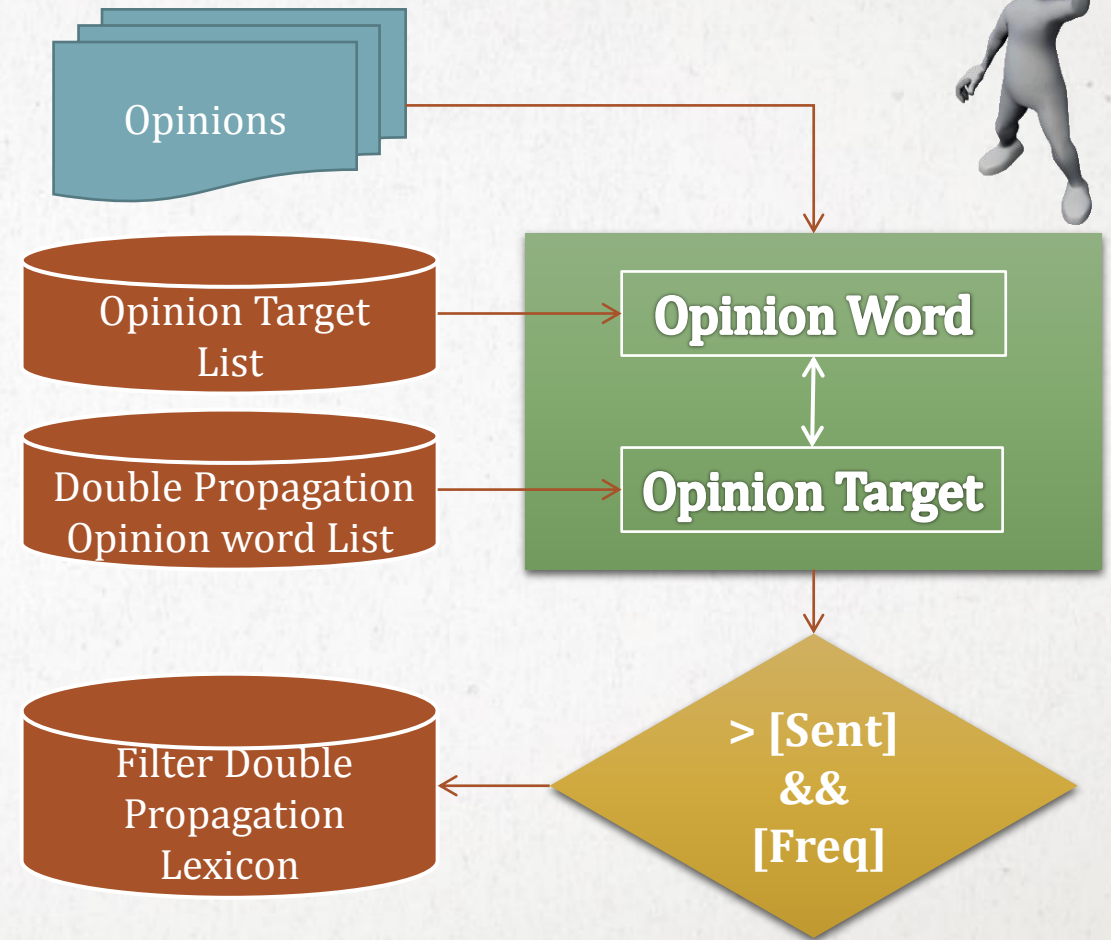 Opinions
Opinion Target
List
Opinion Word
Double Propagation
Opinion word List
Opinion Target
> [Sent]
&&
[Freq]
Filter Double
Propagation
Lexicon